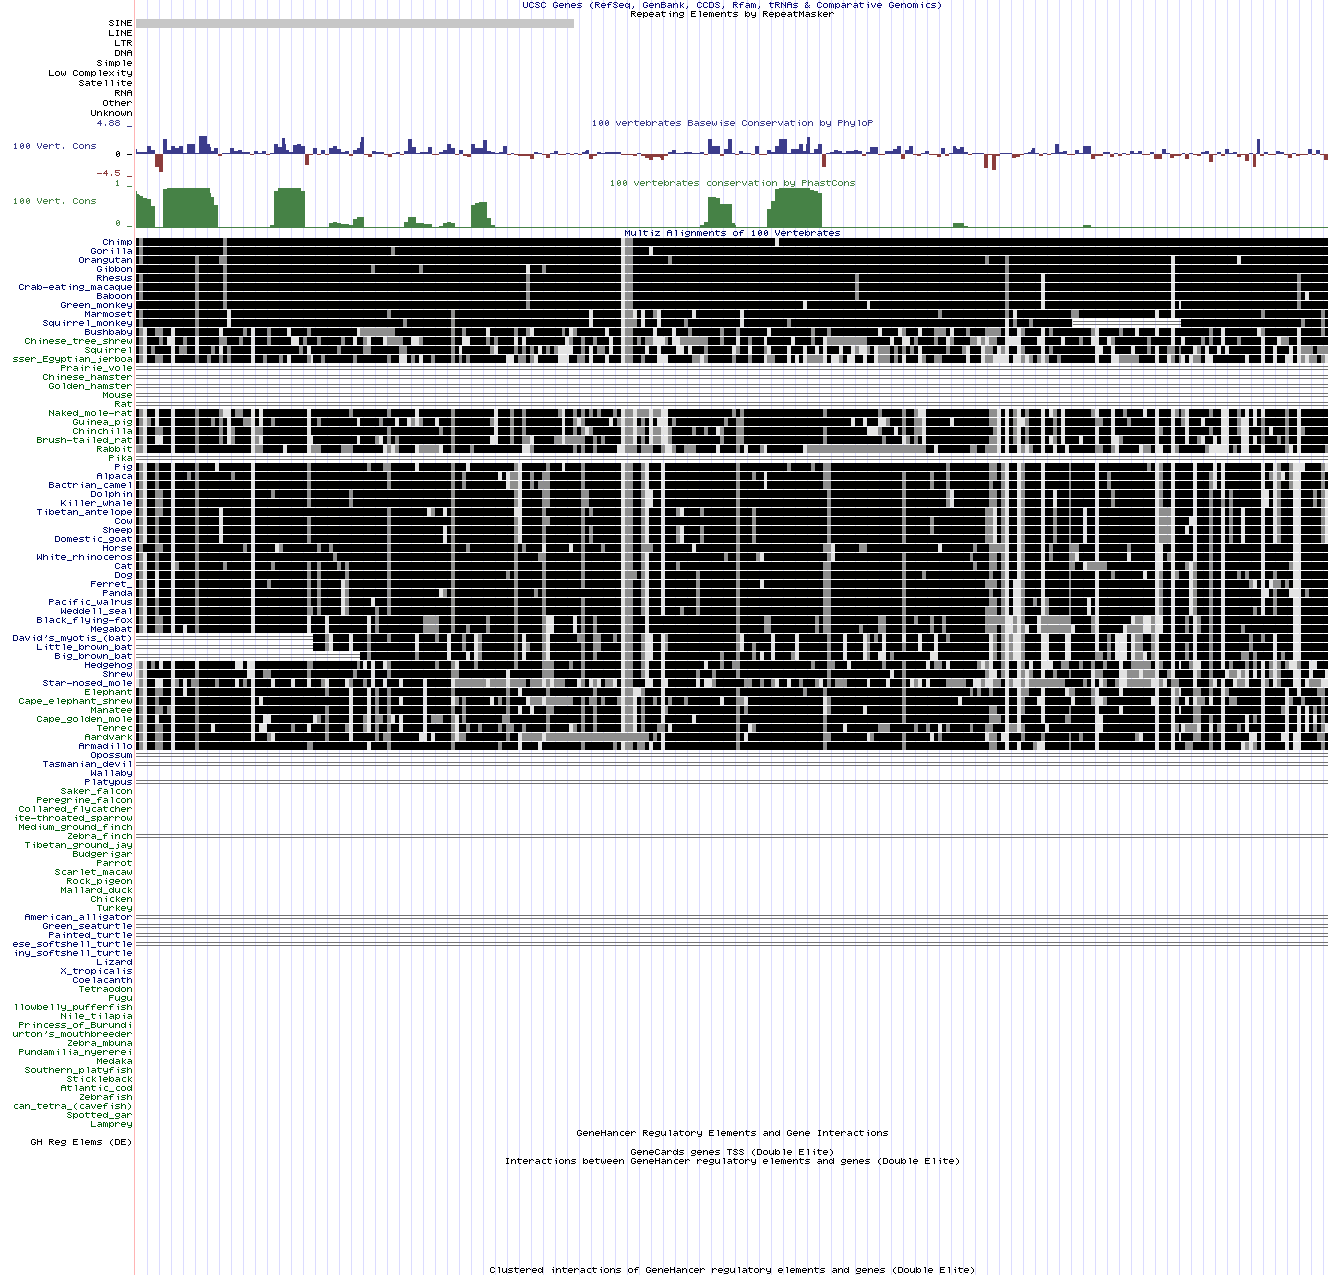 UCSC Genes (RefSeq, GenBank, CCDS, Rfam, tRNAs & Comparative Genomics)
Repeating Elements by RepeatMasker
SINE
LINE
LTR
DNA
Simple
Low Complexity
Satellite
RNA
Other
Unknown
4.88 _
100 vertebrates Basewise Conservation by PhyloP
100 Vert. Cons
0 _
-4.5 _
100 vertebrates conservation by PhastCons
1 _
100 Vert. Cons
0 _
Multiz Alignments of 100 Vertebrates
Chimp
Gorilla
Orangutan
Gibbon
Rhesus
Crab-eating_macaque
Baboon
Green_monkey
Marmoset
Squirrel_monkey
Bushbaby
Chinese_tree_shrew
Squirrel
sser_Egyptian_jerboa
Prairie_vole
Chinese_hamster
Golden_hamster
Mouse
Rat
Naked_mole-rat
Guinea_pig
Chinchilla
Brush-tailed_rat
Rabbit
Pika
Pig
Alpaca
Bactrian_camel
Dolphin
Killer_whale
Tibetan_antelope
Cow
Sheep
Domestic_goat
Horse
White_rhinoceros
Cat
Dog
Ferret_
Panda
Pacific_walrus
Weddell_seal
Black_flying-fox
Megabat
David's_myotis_(bat)
Little_brown_bat
Big_brown_bat
Hedgehog
Shrew
Star-nosed_mole
Elephant
Cape_elephant_shrew
Manatee
Cape_golden_mole
Tenrec
Aardvark
Armadillo
Opossum
Tasmanian_devil
Wallaby
Platypus
Saker_falcon
Peregrine_falcon
Collared_flycatcher
ite-throated_sparrow
Medium_ground_finch
Zebra_finch
Tibetan_ground_jay
Budgerigar
Parrot
Scarlet_macaw
Rock_pigeon
Mallard_duck
Chicken
Turkey
American_alligator
Green_seaturtle
Painted_turtle
ese_softshell_turtle
iny_softshell_turtle
Lizard
X_tropicalis
Coelacanth
Tetraodon
Fugu
llowbelly_pufferfish
Nile_tilapia
Princess_of_Burundi
urton's_mouthbreeder
Zebra_mbuna
Pundamilia_nyererei
Medaka
Southern_platyfish
Stickleback
Atlantic_cod
Zebrafish
can_tetra_(cavefish)
Spotted_gar
Lamprey
GeneHancer Regulatory Elements and Gene Interactions
GH Reg Elems (DE)
GeneCards genes TSS (Double Elite)
Interactions between GeneHancer regulatory elements and genes (Double Elite)
Clustered interactions of GeneHancer regulatory elements and genes (Double Elite)